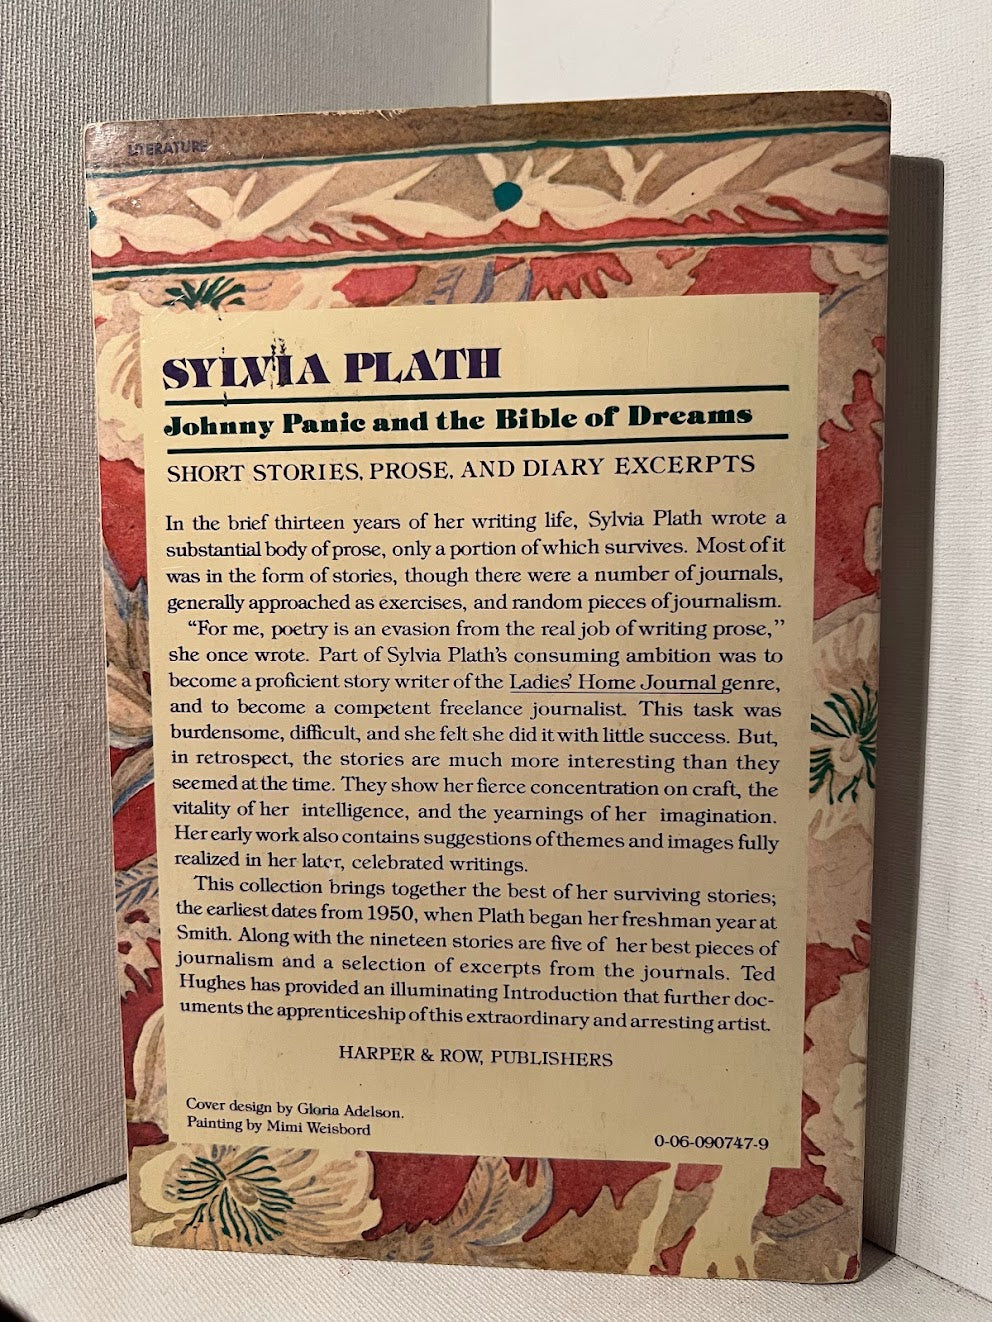 LITERATURE
SYLVIA PLATH
Johnny Panic and the Bible of Dreams
SHORT STORIES, PROSE, AND DIARY EXCERPTS
In the brief thirteen years of her writing life, Sylvia Plath wrote a
substantial body of prose, only a portion of which survives. Most of it
was in the form of stories, though there were a number of journals,
generally approached as exercises, and random pieces of journalism.
“For me, poetry is an evasion from the real job of writing prose,”
she once wrote. Part of Sylvia Plath’s consuming ambition was to
become a proficient story writer of the Ladies’ Home Journal genre,
and to become a competent freelance journalist. This task was
burdensome, difficult, and she felt she did it with little success. But,
in retrospect, the stories are much more interesting than they
seemed at the time. They show her fierce concentration on craft, the
vitality of her intelligence, and the yearnings of her imagination.
Her early work also contains suggestions of themes and images fully
realized in her later, celebrated writings.
This collection brings together the best of her surviving stories;
the earliest dates from 1950, when Plath began her freshman year at
Smith. Along with the nineteen stories are five of her best pieces of
journalism and a selection of excerpts from the journals. Ted
Hughes has provided an illuminating Introduction that further doc-
uments the apprenticeship of this extraordinary and arresting artist.
HARPER & ROW, PUBLISHERS
Cover design by Gloria Adelson.
Painting by Mimi Weisbord
0-06-090747-9